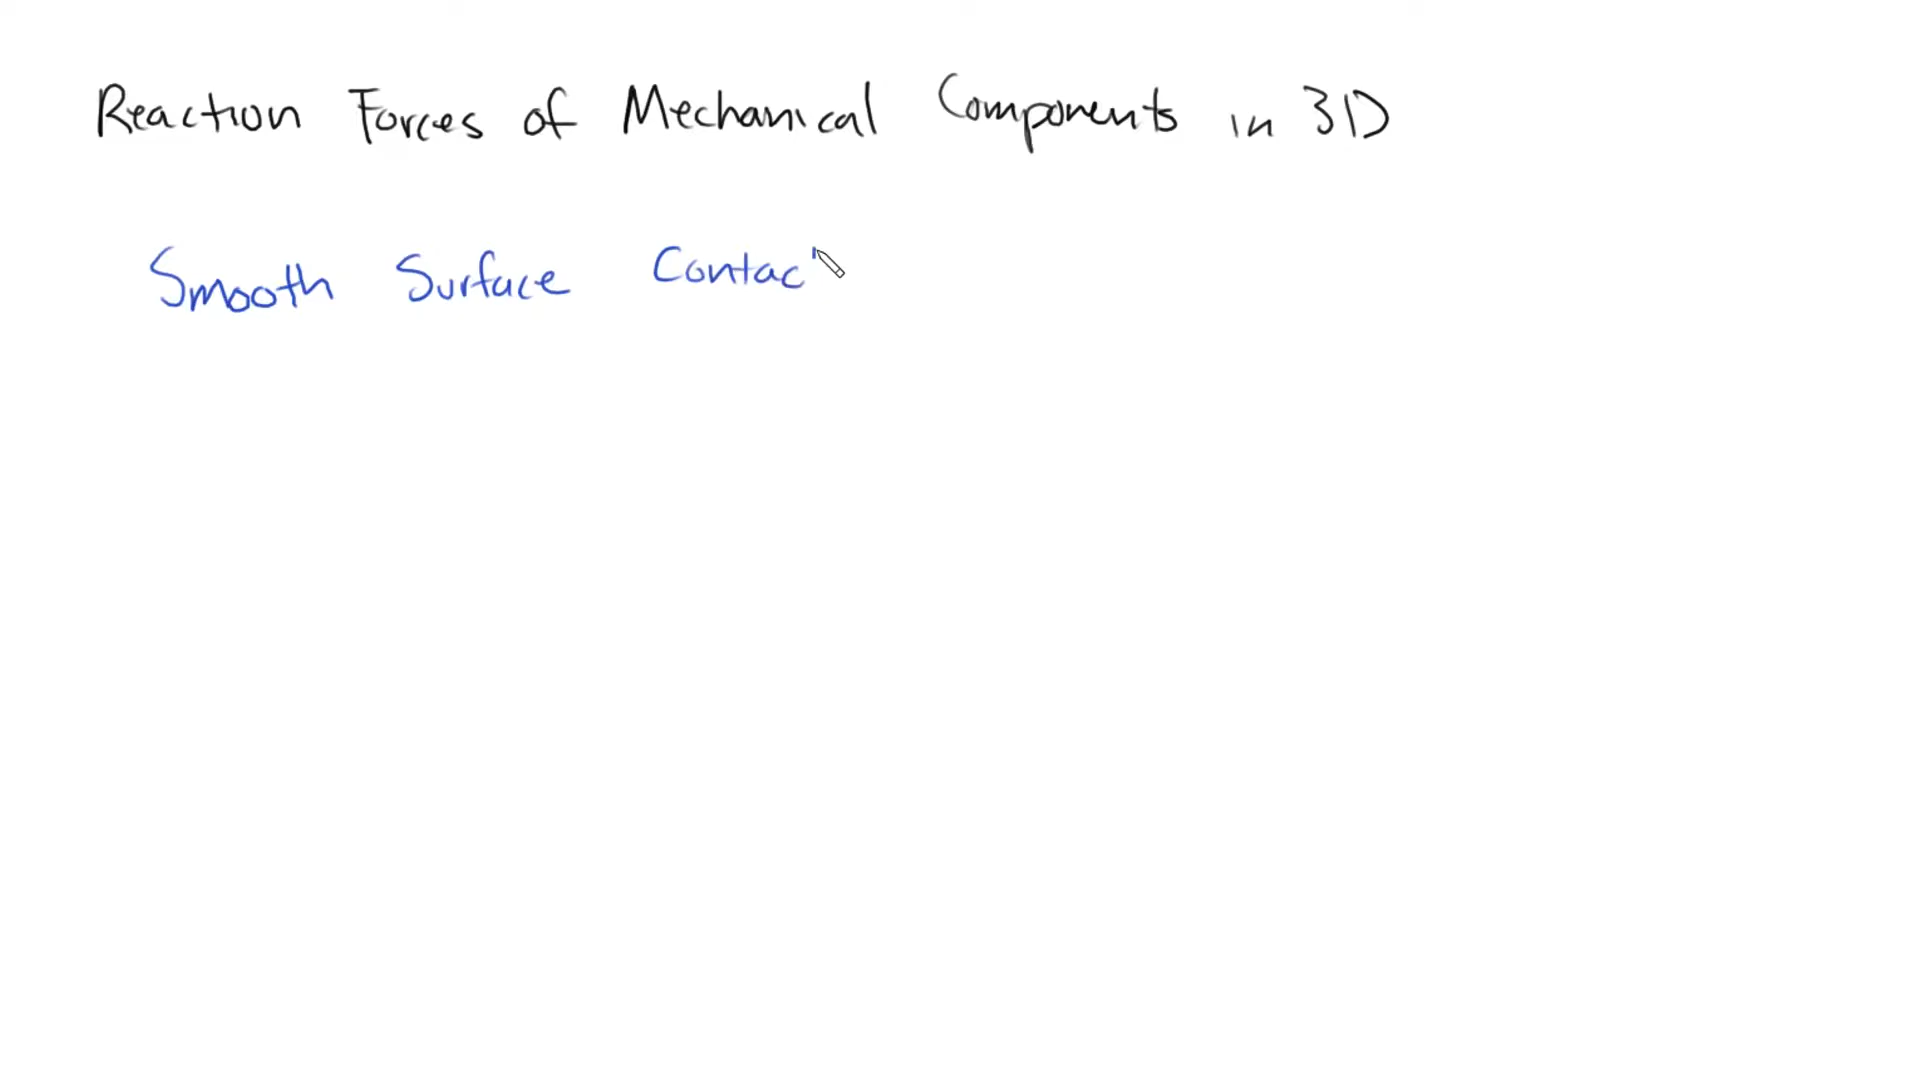 Reaction Forces of Mechanical Components in 3D
Smooth Surface Contac